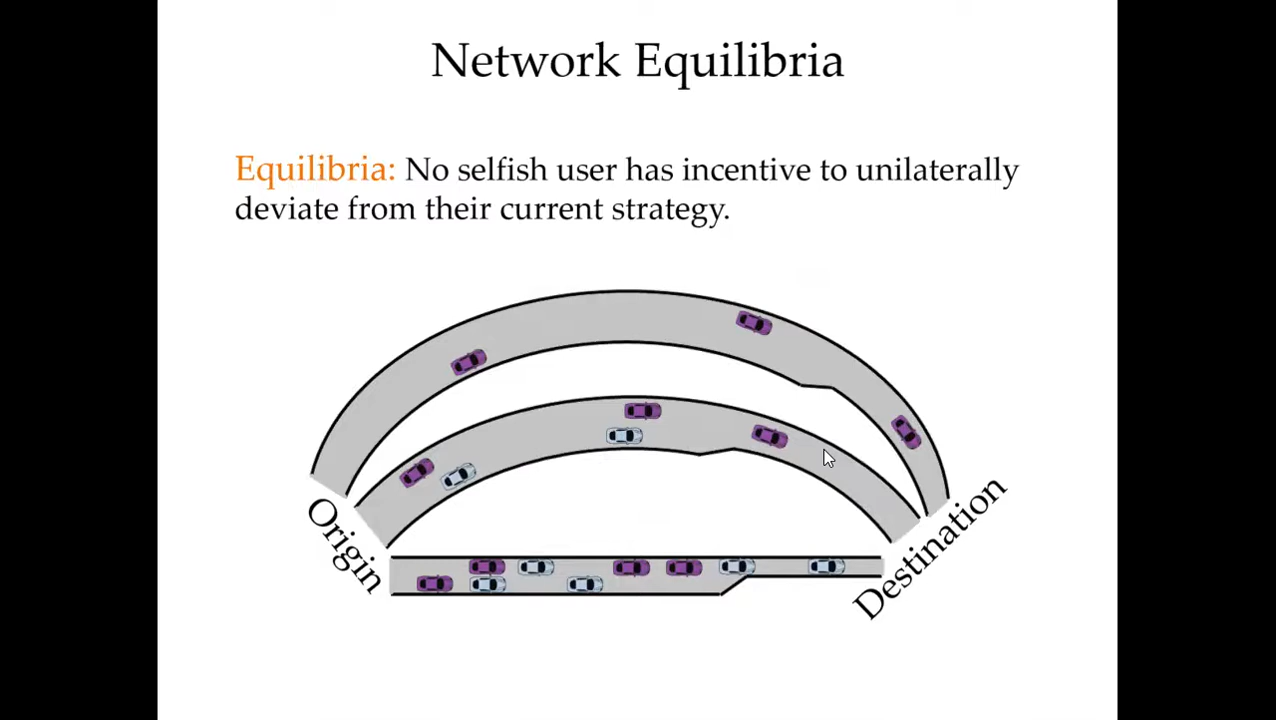 Network Equilibria
Equilibria: No selfish user has incentive to unilaterally
deviate from their current strategy.
Origin
Destination